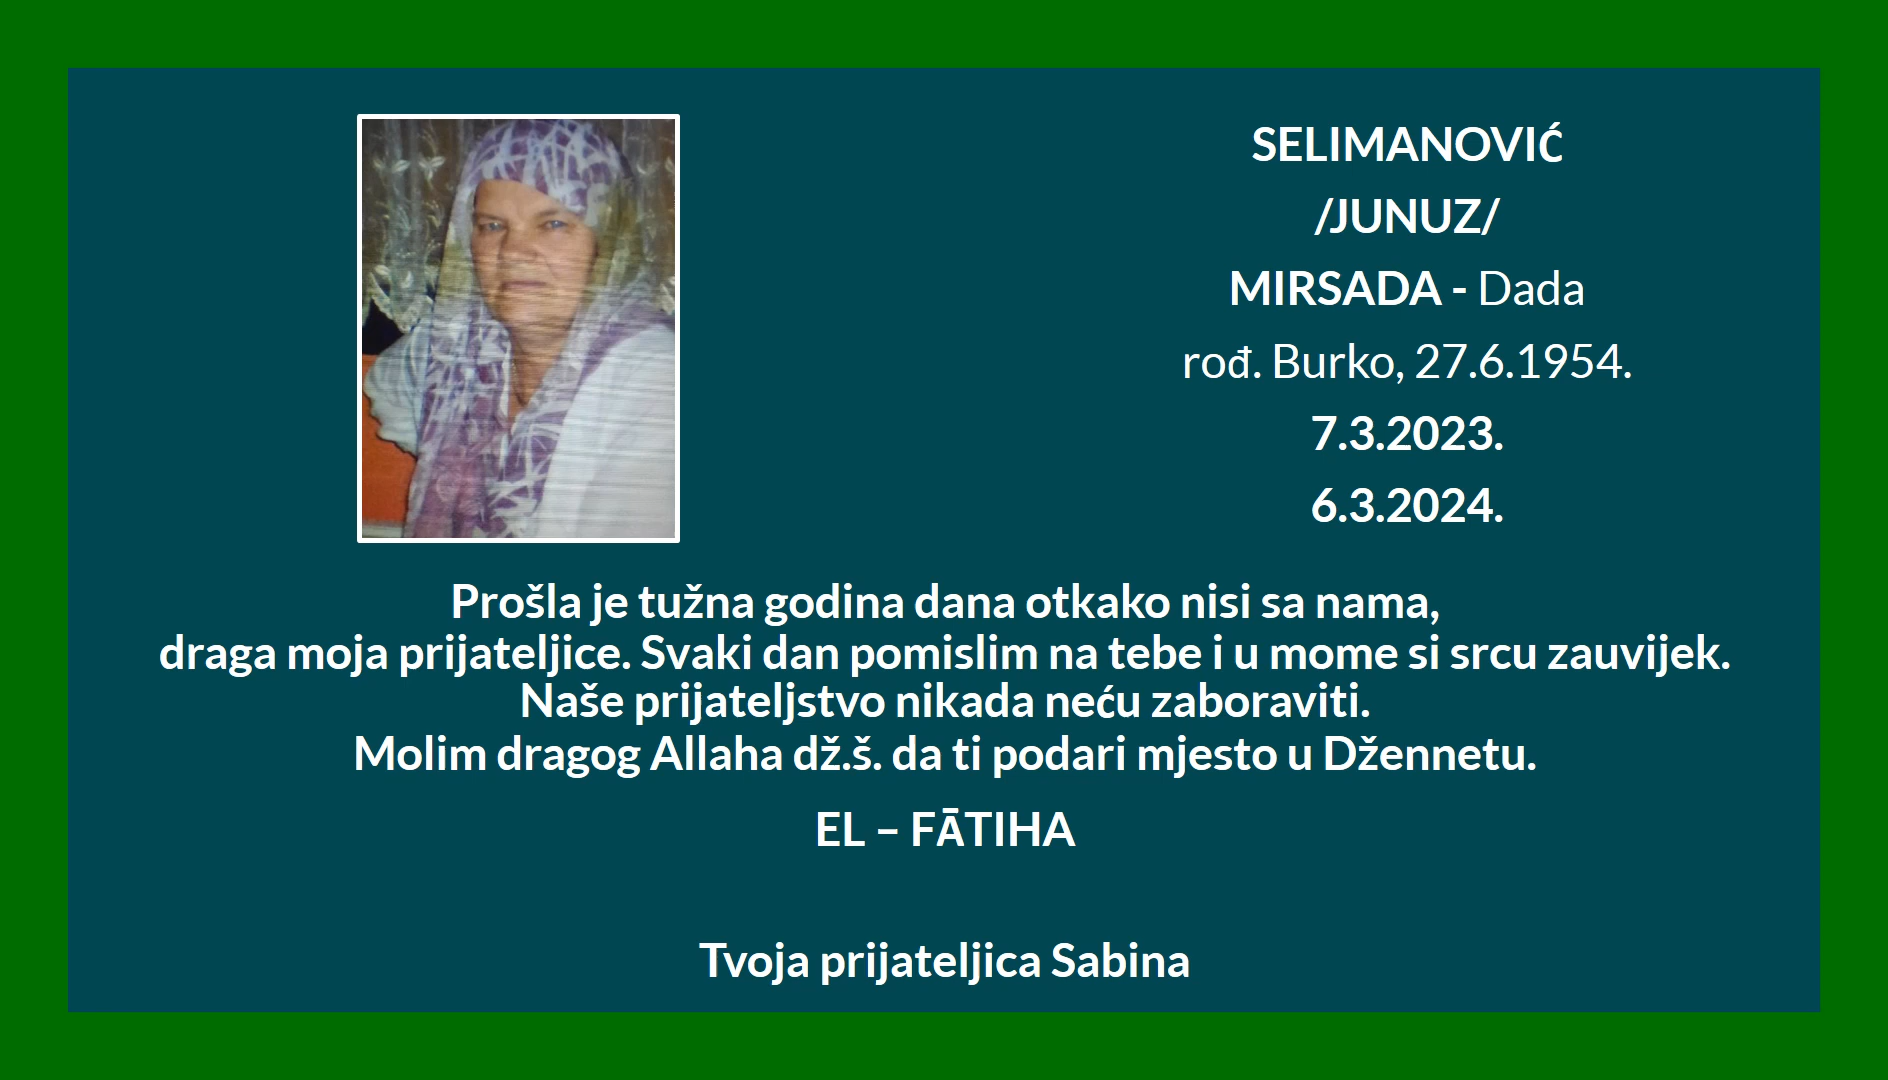 SELIMANOVIĆ
/JUNUZ/
MIRSADA - Dada
rođ. Burko, 27.6.1954.
7.3.2023.
6.3.2024.
Prošla je tužna godina dana otkako nisi sa nama,
draga moja prijateljice. Svaki dan pomislim na tebe i u mome si srcu zauvijek.
Naše prijateljstvo nikada neću zaboraviti.
Molim dragog Allaha dž.š. da ti podari mjesto u Džennetu.
EL – FĀTIHA
Tvoja prijateljica Sabina